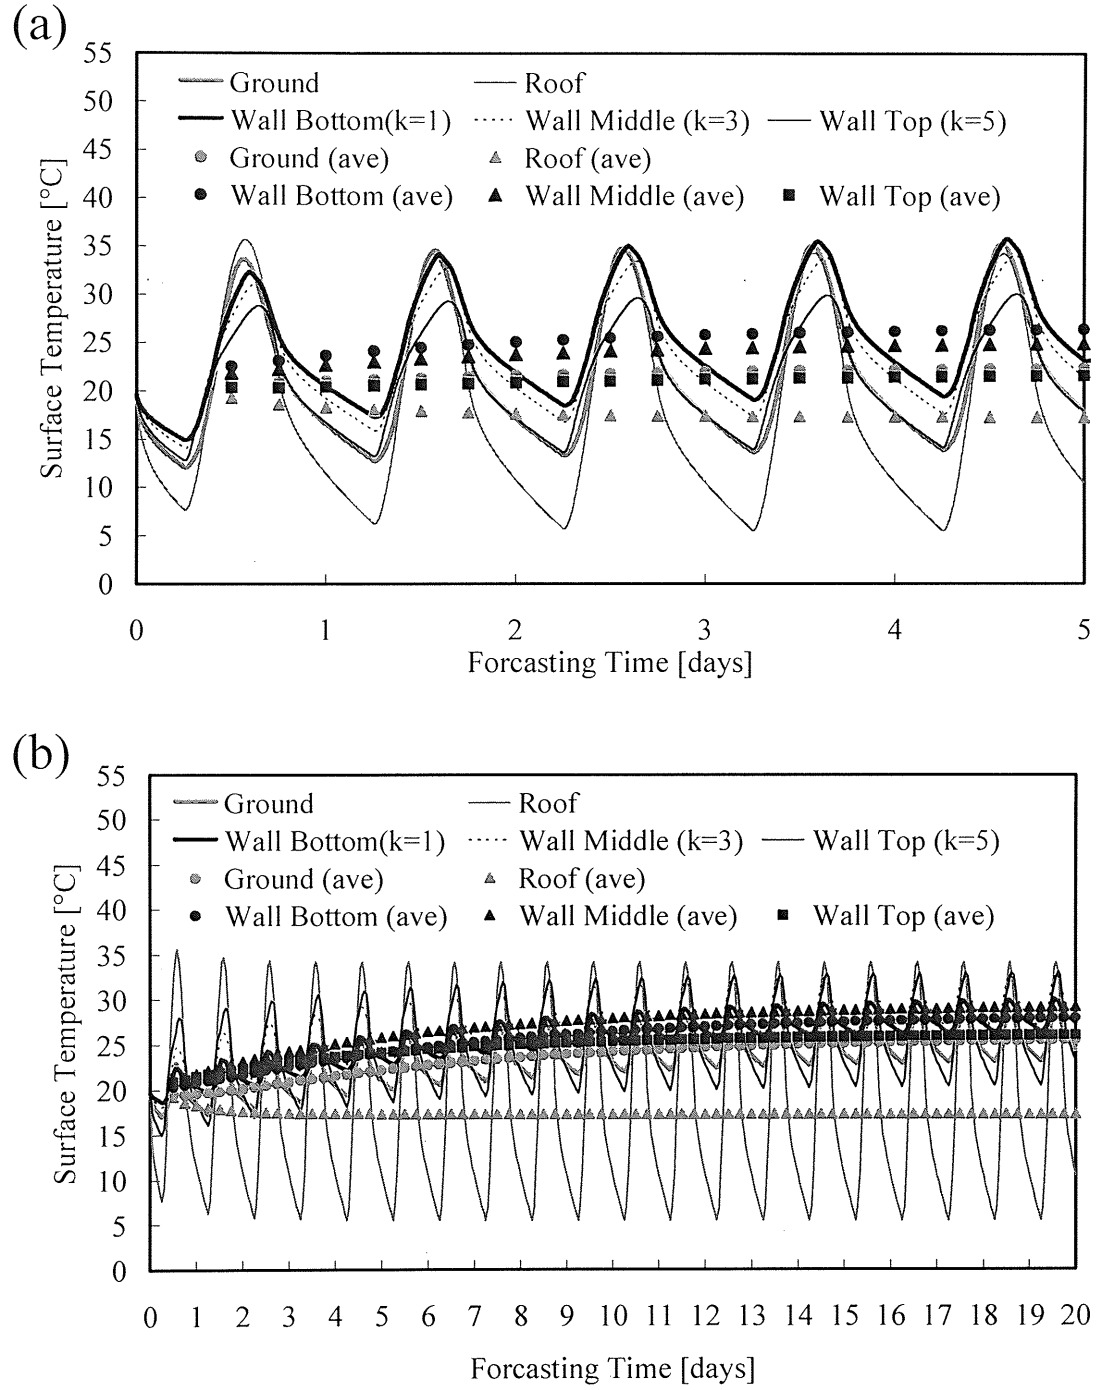 (a)
55
50
45
40
35
30
25
20
15
10
5
0
Surface Temperature [°C]
Ground
Roof
Wall Bottom(k=1)
Wall Middle (k=3)
Wall Top (k=5)
Ground (ave)
Roof (ave)
Wall Bottom (ave)
Wall Middle (ave)
Wall Top (ave)
0 1 2 3 4 5
Forcasting Time [days]
(b)
55
50
45
40
35
30
25
20
15
10
5
0
Surface Temperature [°C]
Ground
Roof
Wall Bottom(k=1)
Wall Middle (k=3)
Wall Top (k=5)
Ground (ave)
Roof (ave)
Wall Bottom (ave)
Wall Middle (ave)
Wall Top (ave)
0 1 2 3 4 5 6 7 8 9 10 11 12 13 14 15 16 17 18 19 20
Forcasting Time [days]